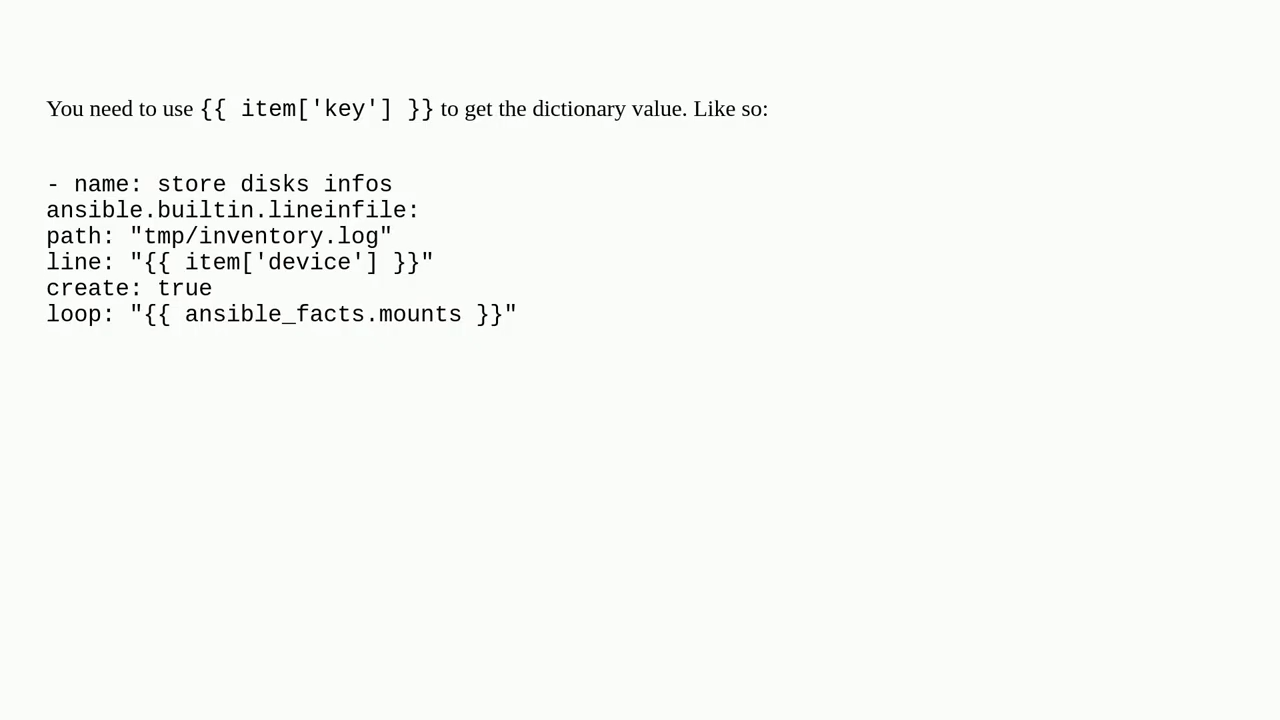 You need to use {{ item['key'] }} to get the dictionary value. Like so:
- name: store disks infos
ansible.builtin.lineinfile:
path: "tmp/inventory.log"
line: "{{ item['device'] }}"
create: true
loop: "{{ ansible_facts.mounts }}"